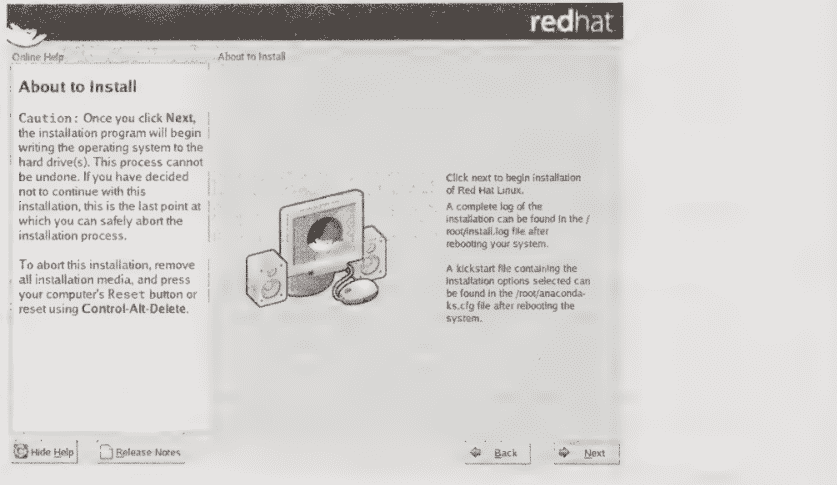 redhat
Online Help
About to Install
Caution: Once you click Next,
the installation program will begin
writing the operating system to the
hard drive(s). This process cannot
be undone. If you have decided
not to continue with this
installation, this is the last point at
which you can safely abort the
installation process.
To abort this installation, remove
all installation media, and press
your computer's Reset button or
reset using Control-Alt-Delete.
About to Install
Click next to begin installation
of Red Hat Linux.
A complete log of the
installation can be found in the /
root/install.log file after
rebooting your system.
A kickstart file containing the
installation options selected can
be found in the /root/anaconda-
ks.cfg file after rebooting the
system.
Hide Help
Release Notes
Back
Next